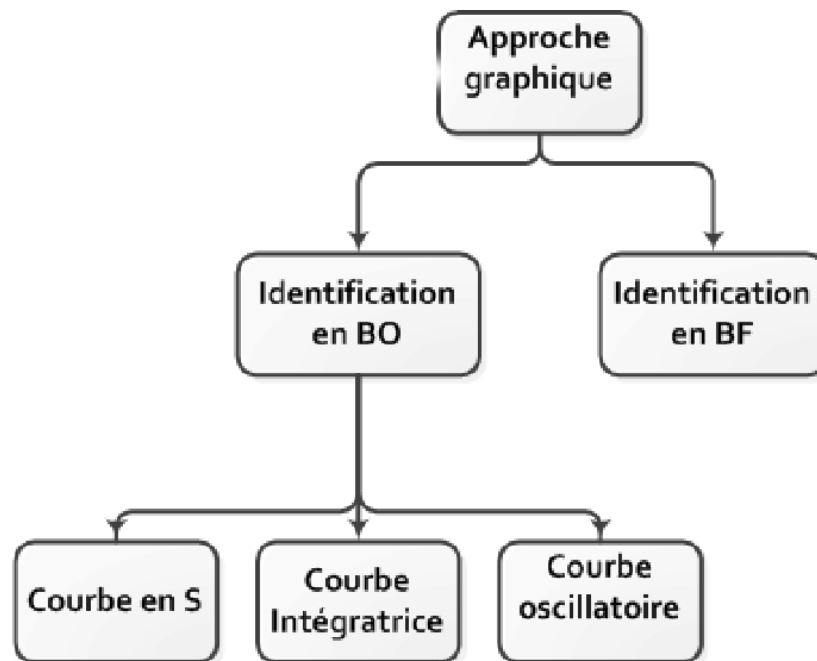 Approche
graphique
Identification
en BO
Identification
en BF
Courbe en S
Courbe
Intégratrice
Courbe
oscillatoire